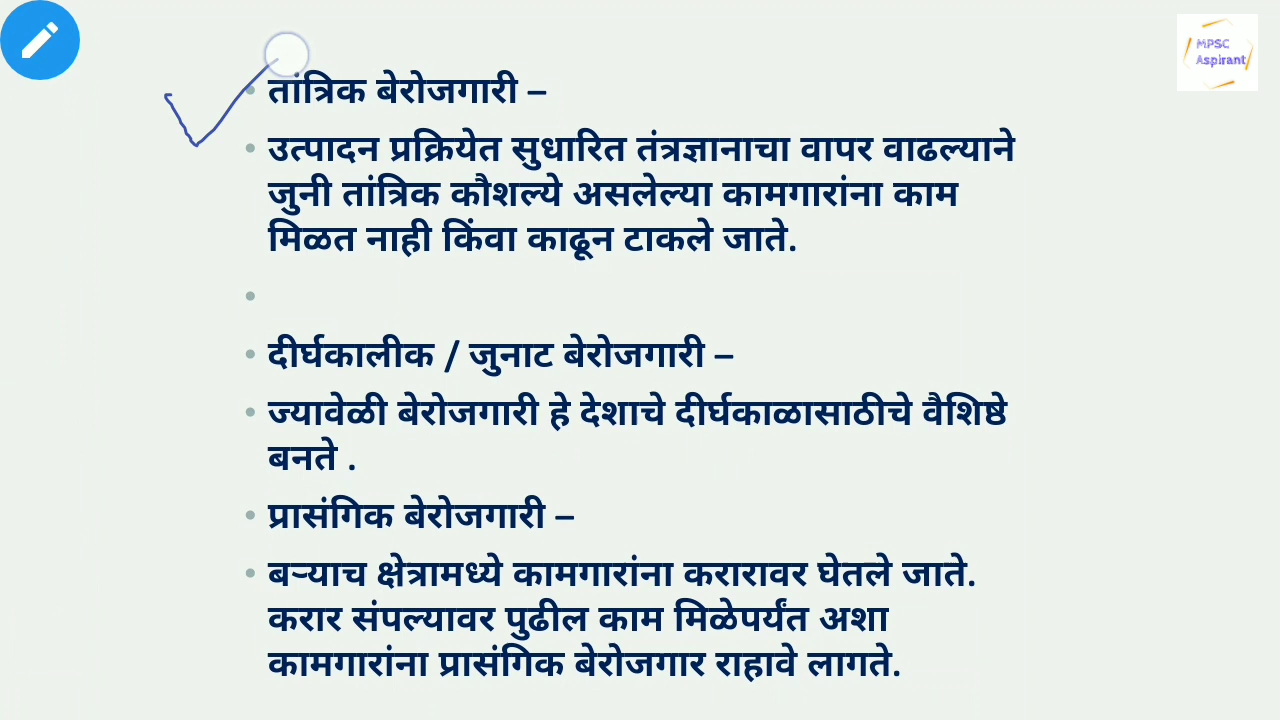 MPSC
Aspirant
तांत्रिक बेरोजगारी –
उत्पादन प्रक्रियेत सुधारित तंत्रज्ञानाचा वापर वाढल्याने
जुनी तांत्रिक कौशल्ये असलेल्या कामगारांना काम
मिळत नाही किंवा काढून टाकले जाते.
दीर्घकालीक / जुनाट बेरोजगारी –
ज्यावेळी बेरोजगारी हे देशाचे दीर्घकाळासाठीचे वैशिष्ठे
बनते .
प्रासंगिक बेरोजगारी –
बऱ्याच क्षेत्रामध्ये कामगारांना करारावर घेतले जाते.
करार संपल्यावर पुढील काम मिळेपर्यंत अशा
कामगारांना प्रासंगिक बेरोजगार राहावे लागते.